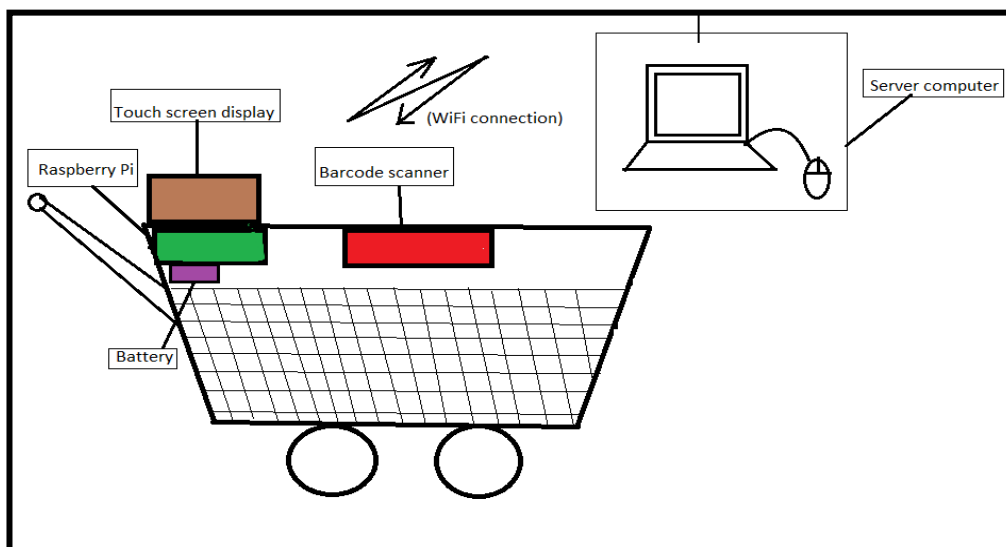 Touch screen display
(WiFi connection)
Server computer
Raspberry Pi
Barcode scanner
Battery